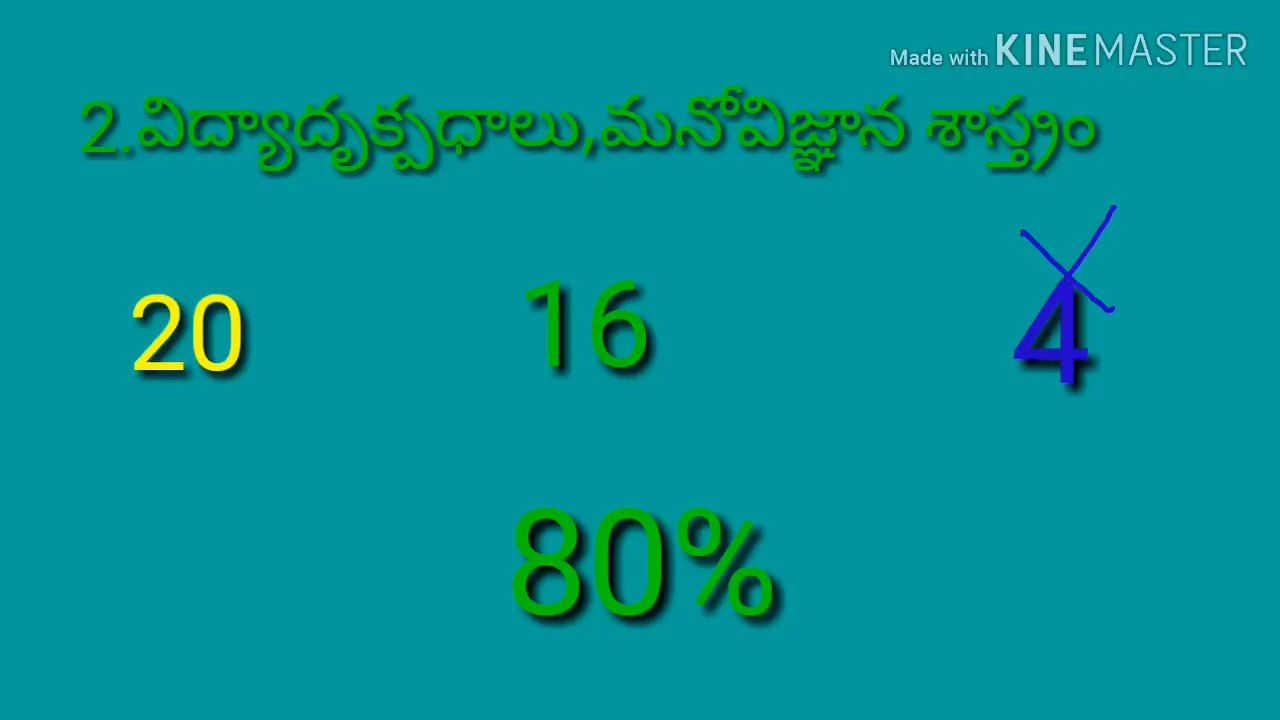 Made with KINEMASTER
2.విద్యాదృక్పధాలు,మనోవిజ్ఞాన శాస్త్రం
20 16 4
80%